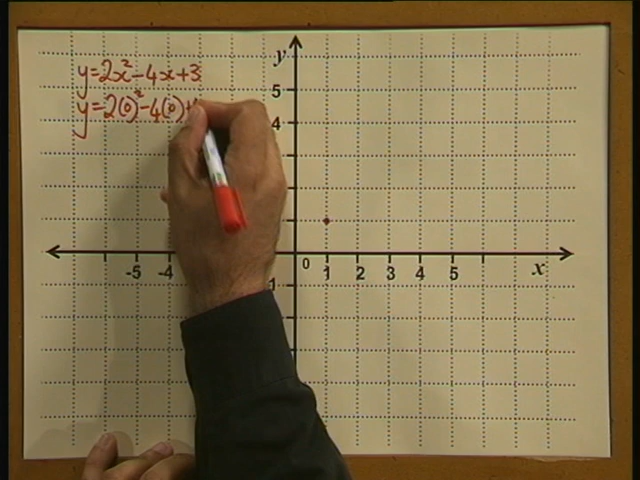 y=2x²-4x+3
y=2(0)²-4(0)+
y
5
4
-5 -4
0
1 2 3 4 5 x
1